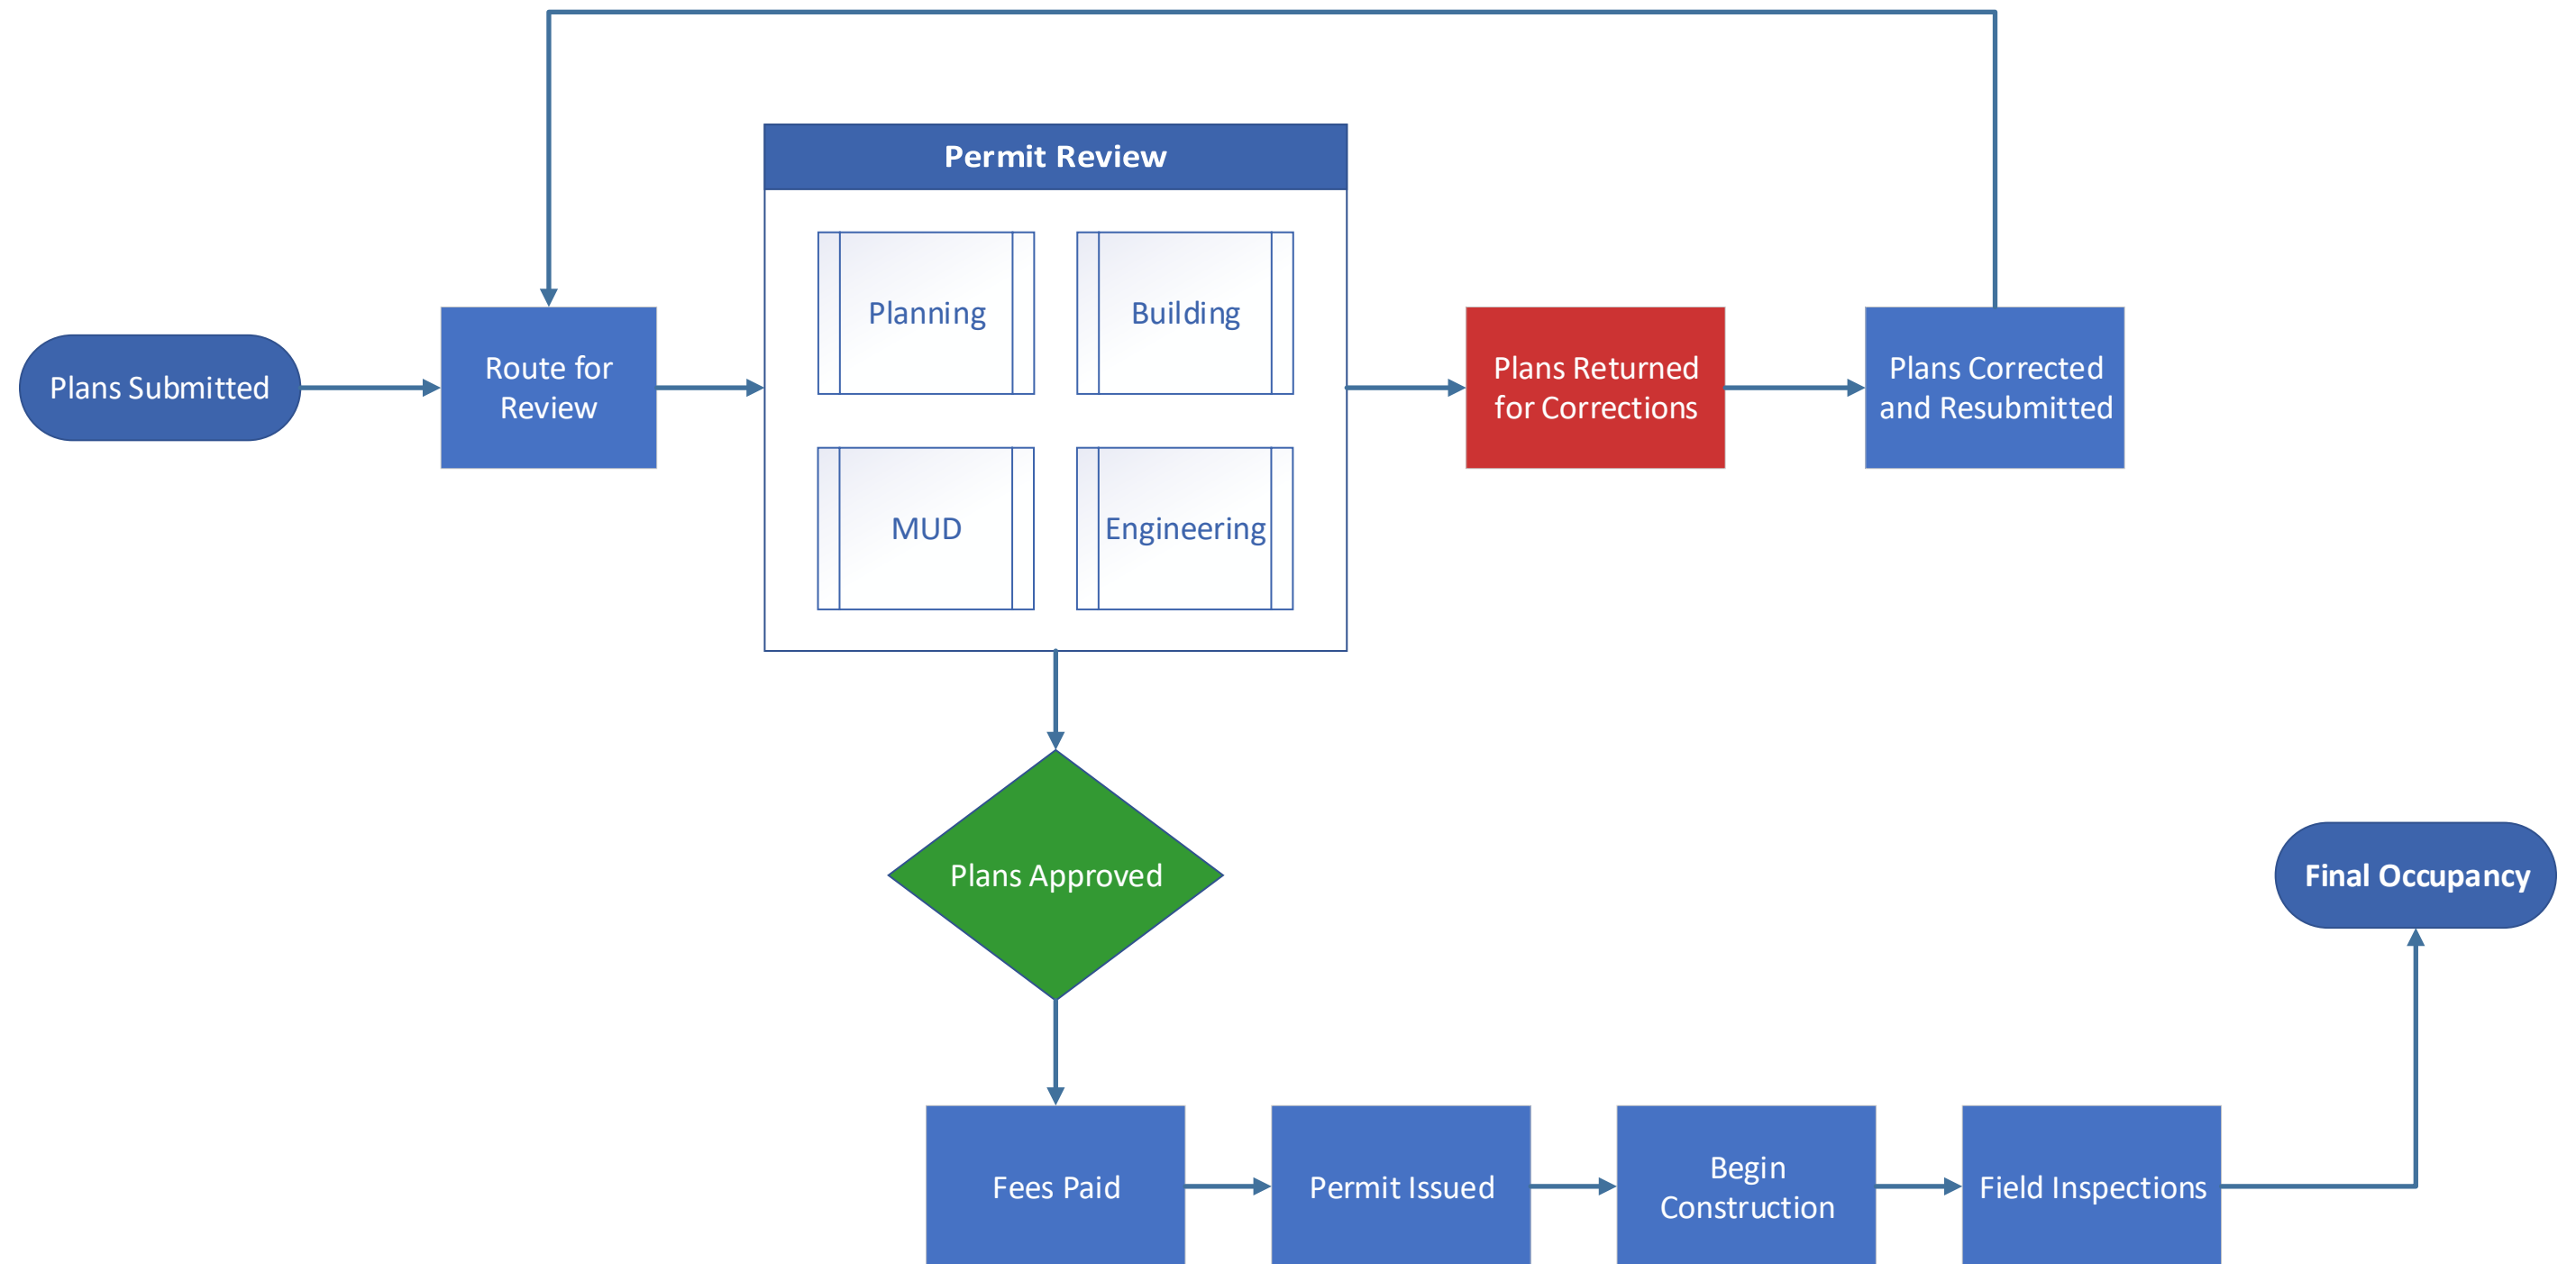 Permit Review
Planning
Building
MUD
Engineering
Plans Submitted
Route for
Review
Plans Returned
for Corrections
Plans Corrected
and Resubmitted
Plans Approved
Final Occupancy
Fees Paid
Permit Issued
Begin
Construction
Field Inspections